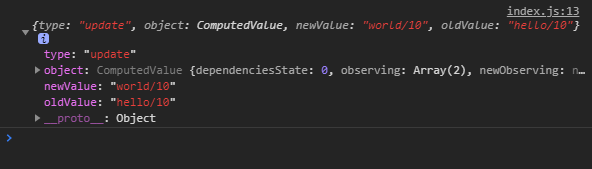 index.js:13
{type: "update", object: ComputedValue, newValue: "world/10", oldValue: "hello/10"}
i
type: "update"
object: ComputedValue {dependenciesState: 0, observing: Array(2), newObserving: n…
newValue: "world/10"
oldValue: "hello/10"
__proto__: Object